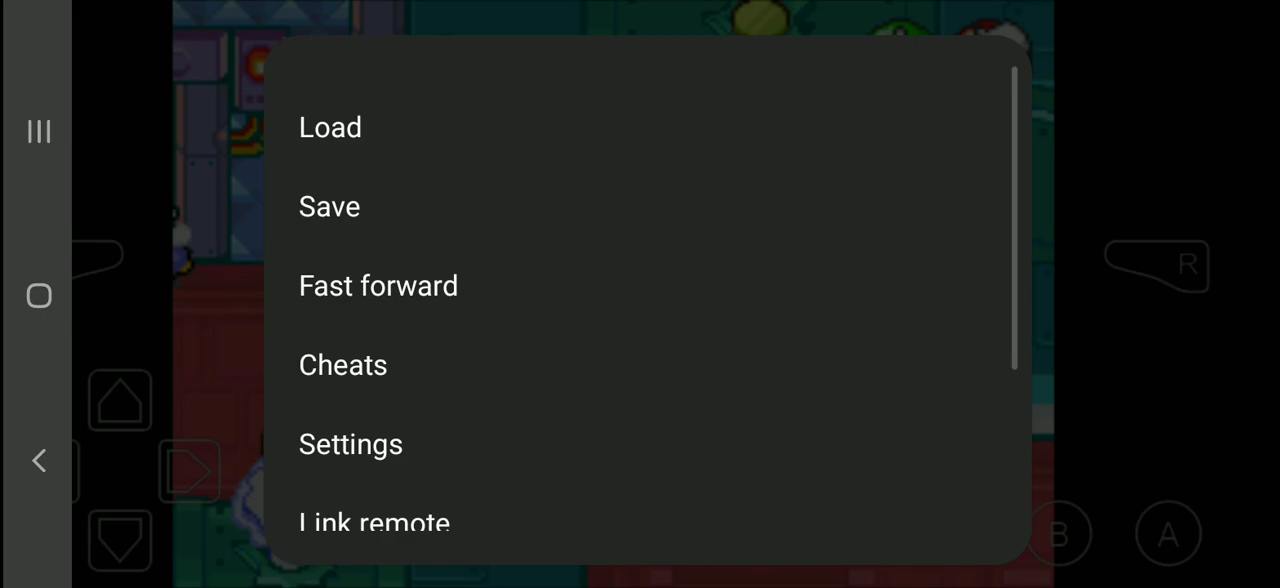 Load
Save
Fast forward
Cheats
Settings
Link remote
R
B
A